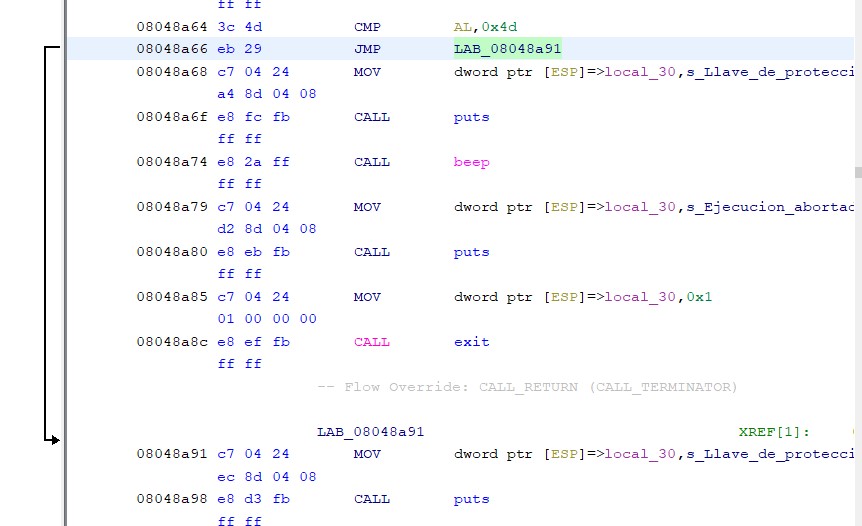 ff ff
08048a64 3c 4d CMP AL,0x4d
08048a66 eb 29 JMP LAB_08048a91
08048a68 c7 04 24 MOV dword ptr [ESP]=>local_30,s_Llave_de_protecci
a4 8d 04 08
08048a6f e8 fc fb CALL puts
ff ff
08048a74 e8 2a ff CALL beep
ff ff
08048a79 c7 04 24 MOV dword ptr [ESP]=>local_30,s_Ejecucion_abortac
d2 8d 04 08
08048a80 e8 eb fb CALL puts
ff ff
08048a85 c7 04 24 MOV dword ptr [ESP]=>local_30,0x1
01 00 00 00
08048a8c e8 ef fb CALL exit
ff ff
-- Flow Override: CALL_RETURN (CALL_TERMINATOR)
LAB_08048a91 XREF[1]:
08048a91 c7 04 24 MOV dword ptr [ESP]=>local_30,s_Llave_de_protecci
ec 8d 04 08
08048a98 e8 d3 fb CALL puts
ff ff